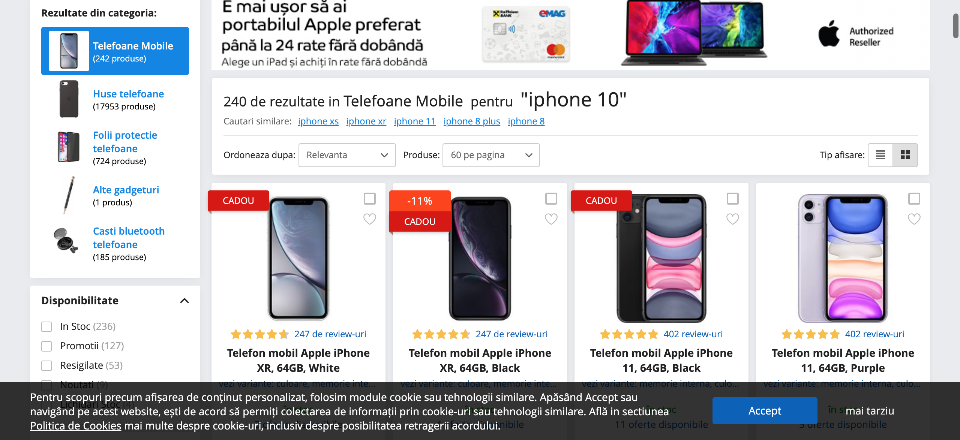 Rezultate din categoria:
Telefoane Mobile
(242 produse)
Huse telefoane
(17953 produse)
Folii protectie
telefoane
(724 produse)
Alte gadgeturi
(1 produs)
Casti bluetooth
telefoane
(185 produse)
Disponibilitate
In Stoc (236)
Promotii (127)
Resigilate (53)
Noutati (9)
E mai ușor să ai
portabilul Apple preferat
până la 24 rate fără dobândă
Alege un iPad și achiți în rate fără dobândă
Raiffeisen BANK
eMAG
mastercard
Authorized
Reseller
240 de rezultate in Telefoane Mobile pentru "iphone 10"
Cautari similare: iphone xs iphone xr iphone 11 iphone 8 plus iphone 8
Ordoneaza dupa: Relevanta Produse: 60 pe pagina Tip afisare:
CADOU
247 de review-uri
Telefon mobil Apple iPhone
XR, 64GB, White
vezi variante: culoare, memorie inte...
-11%
CADOU
247 de review-uri
Telefon mobil Apple iPhone
XR, 64GB, Black
vezi variante: culoare, memorie inte...
CADOU
402 review-uri
Telefon mobil Apple iPhone
11, 64GB, Black
vezi variante: memorie interna, culo...
402 review-uri
Telefon mobil Apple iPhone
11, 64GB, Purple
vezi variante: memorie interna, culo...
în stoc
11 oferte disponibile
5 oferte disponibile
Pentru scopuri precum afișarea de conținut personalizat, folosim module cookie sau tehnologii similare. Apăsând Accept sau
navigând pe acest website, ești de acord să permiți colectarea de informații prin cookie-uri sau tehnologii similare. Află in sectiunea
Politica de Cookies mai multe despre cookie-uri, inclusiv despre posibilitatea retragerii acordului.
Accept
mai tarziu